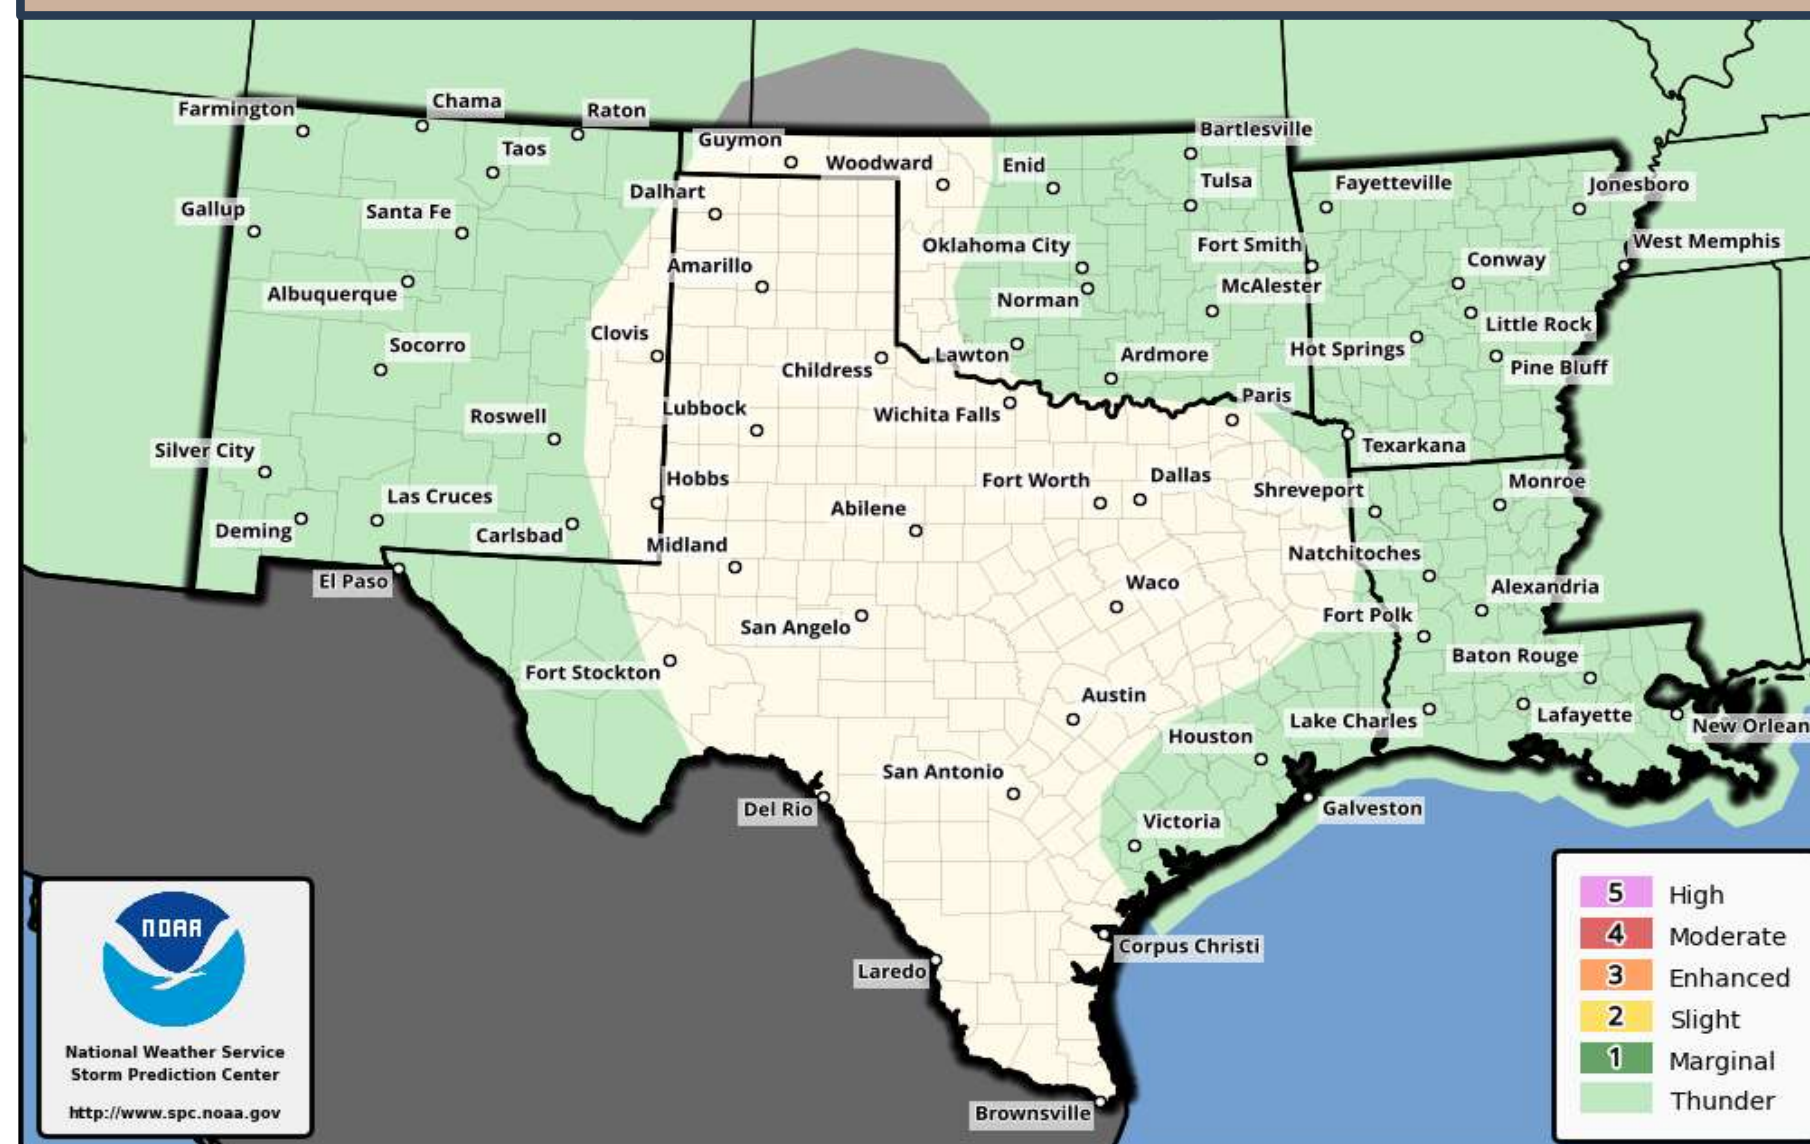 Farmington
Chama
Raton
Taos
Guymon
Woodward
Enid
Bartlesville
Tulsa
Fayetteville
Jonesboro
Gallup
Santa Fe
Dalhart
Oklahoma City
Fort Smith
West Memphis
Albuquerque
Amarillo
Norman
McAlester
Conway
Little Rock
Socorro
Clovis
Childress
Lawton
Ardmore
Hot Springs
Pine Bluff
Roswell
Lubbock
Wichita Falls
Paris
Texarkana
Silver City
Hobbs
Fort Worth
Dallas
Shreveport
Monroe
Las Cruces
Deming
Carlsbad
Midland
Abilene
Natchitoches
El Paso
San Angelo
Waco
Alexandria
Fort Polk
Fort Stockton
Austin
Baton Rouge
Houston
Lake Charles
Lafayette
New Orlean
Del Rio
San Antonio
Victoria
Galveston
Corpus Christi
Laredo
Brownsville
NOAA
National Weather Service
Storm Prediction Center
http://www.spc.noaa.gov
5 High
4 Moderate
3 Enhanced
2 Slight
1 Marginal
Thunder